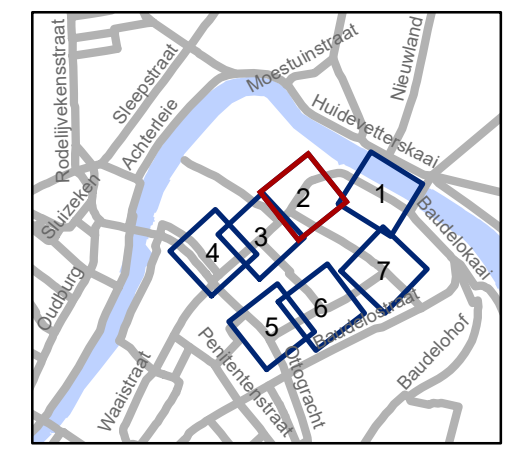 Rodelijvekensstraat
Sleepstraat
Achterleie
Moestuinstraat
Nieuwland
Huidevetterskaai
Sluizeken
Oudburg
Baudelokaai
Waaistraat
Penitentenstraat
Ottogracht
Baudelostraat
Baudelohof
1
2
3
4
5
6
7